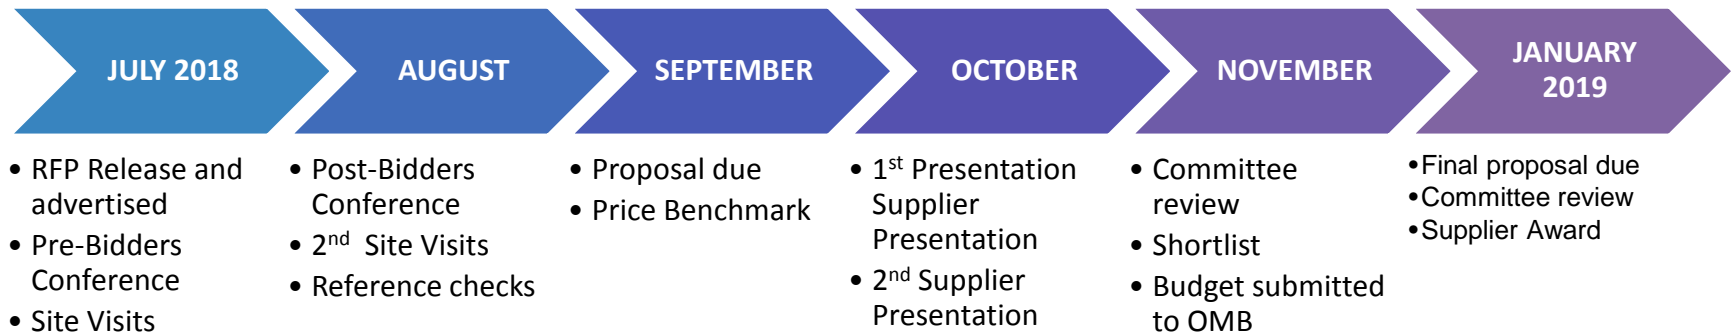 JULY 2018
• RFP Release and
advertised
• Pre-Bidders
Conference
• Site Visits
AUGUST
• Post-Bidders
Conference
• 2nd Site Visits
• Reference checks
SEPTEMBER
• Proposal due
• Price Benchmark
OCTOBER
• 1st Presentation
Supplier
Presentation
• 2nd Supplier
Presentation
NOVEMBER
• Committee
review
• Shortlist
• Budget submitted
to OMB
JANUARY
2019
•Final proposal due
•Committee review
•Supplier Award